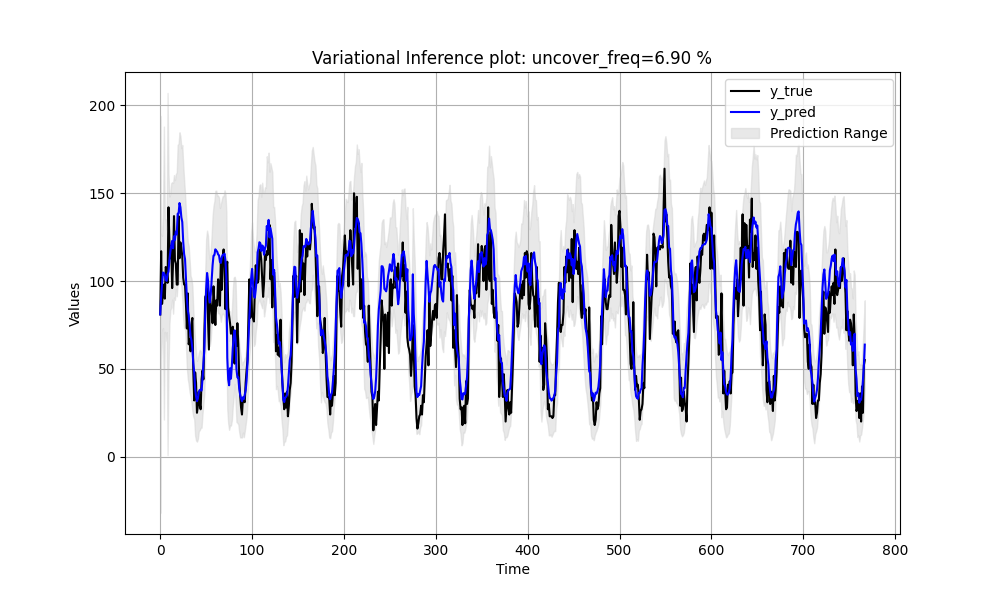 Variational Inference plot: uncover_freq=6.90 %
y_true
y_pred
Prediction Range
200
150
100
50
0
Values
0 100 200 300 400 500 600 700 800
Time